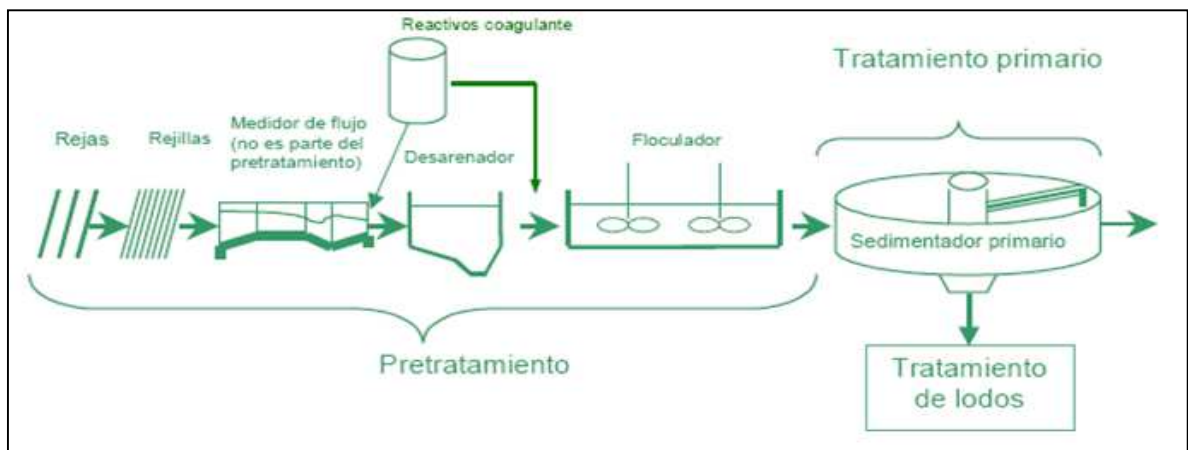 Reactivos coagulante
Tratamiento primario
Rejas
Rejillas
Medidor de flujo
(no es parte del
pretratamiento)
Desarenador
Floculador
Sedimentador primario
Pretratamiento
Tratamiento
de lodos